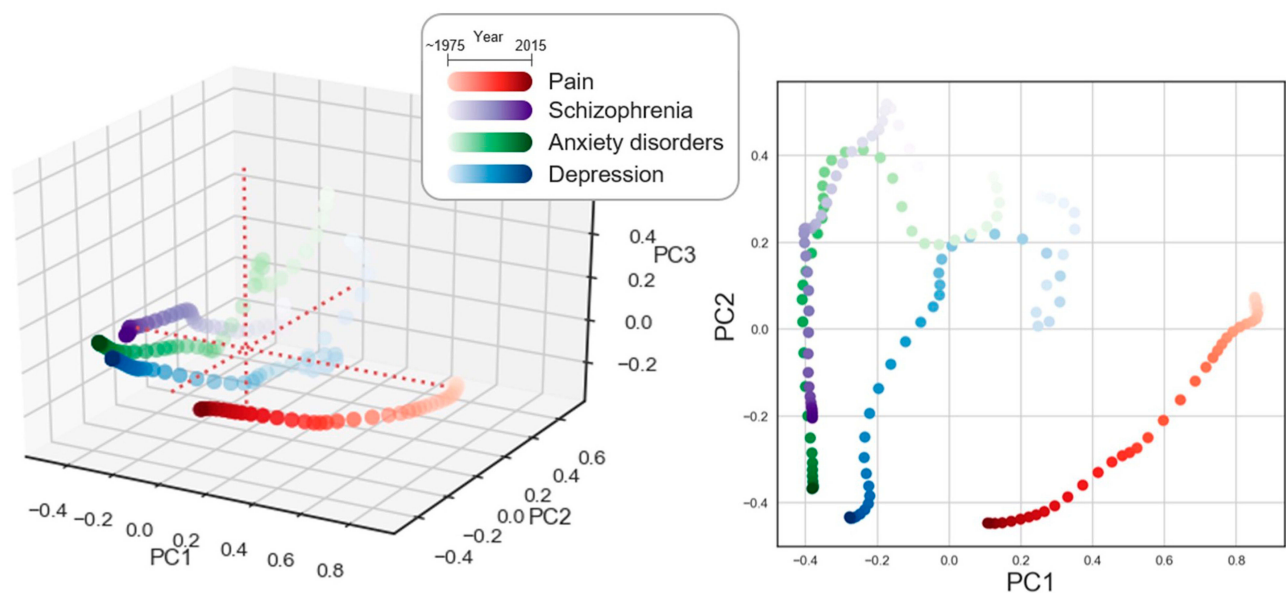 Year
~1975 2015
Pain
Schizophrenia
Anxiety disorders
Depression
0.4
PC3
0.2
0.0
−0.2
−0.4 −0.2 0.0 0.2 0.4 0.6 0.8
PC1
−0.4 −0.2 0.0 0.2 0.4 0.6
PC2
0.4
0.2
0.0
−0.2
−0.4
PC2
−0.4 −0.2 0.0 0.2 0.4 0.6 0.8
PC1